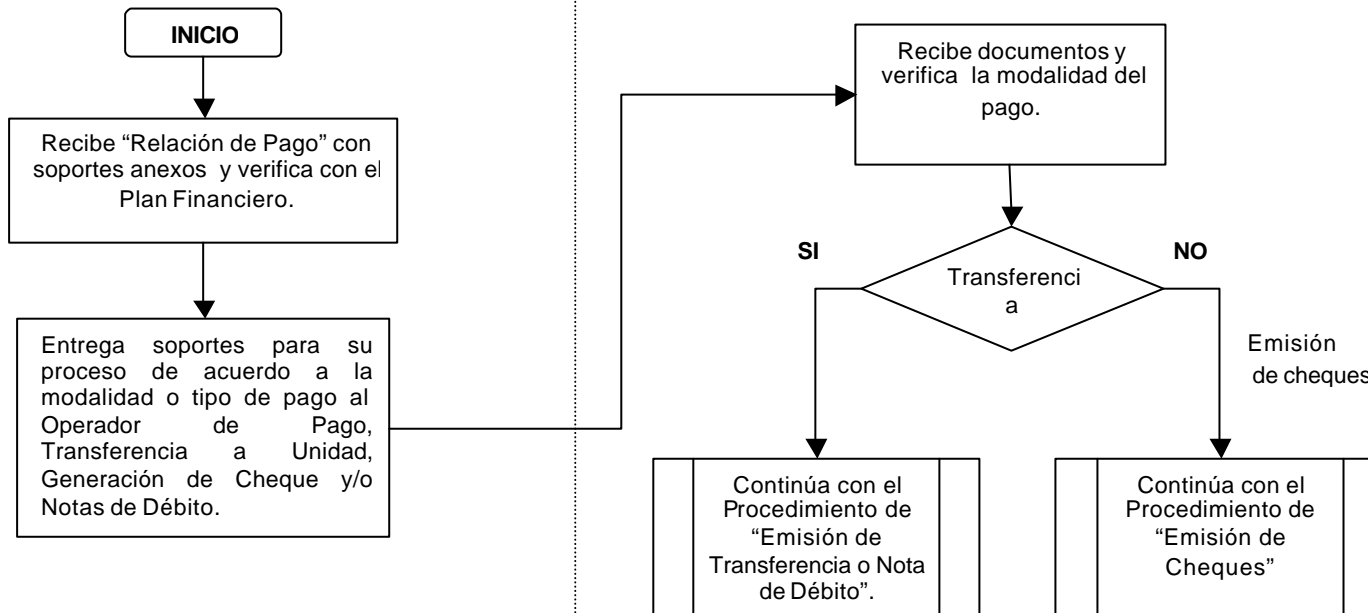 INICIO
Recibe “Relación de Pago” con
soportes anexos y verifica con el
Plan Financiero.
Entrega soportes para su
proceso de acuerdo a la
modalidad o tipo de pago al
Operador de Pago,
Transferencia a Unidad,
Generación de Cheque y/o
Notas de Débito.
Recibe documentos y
verifica la modalidad del
pago.
SI
NO
Transferenci
a
Emisión
de cheques
Continúa con el
Procedimiento de
“Emisión de
Transferencia o Nota
de Débito”.
Continúa con el
Procedimiento de
“Emisión de
Cheques”